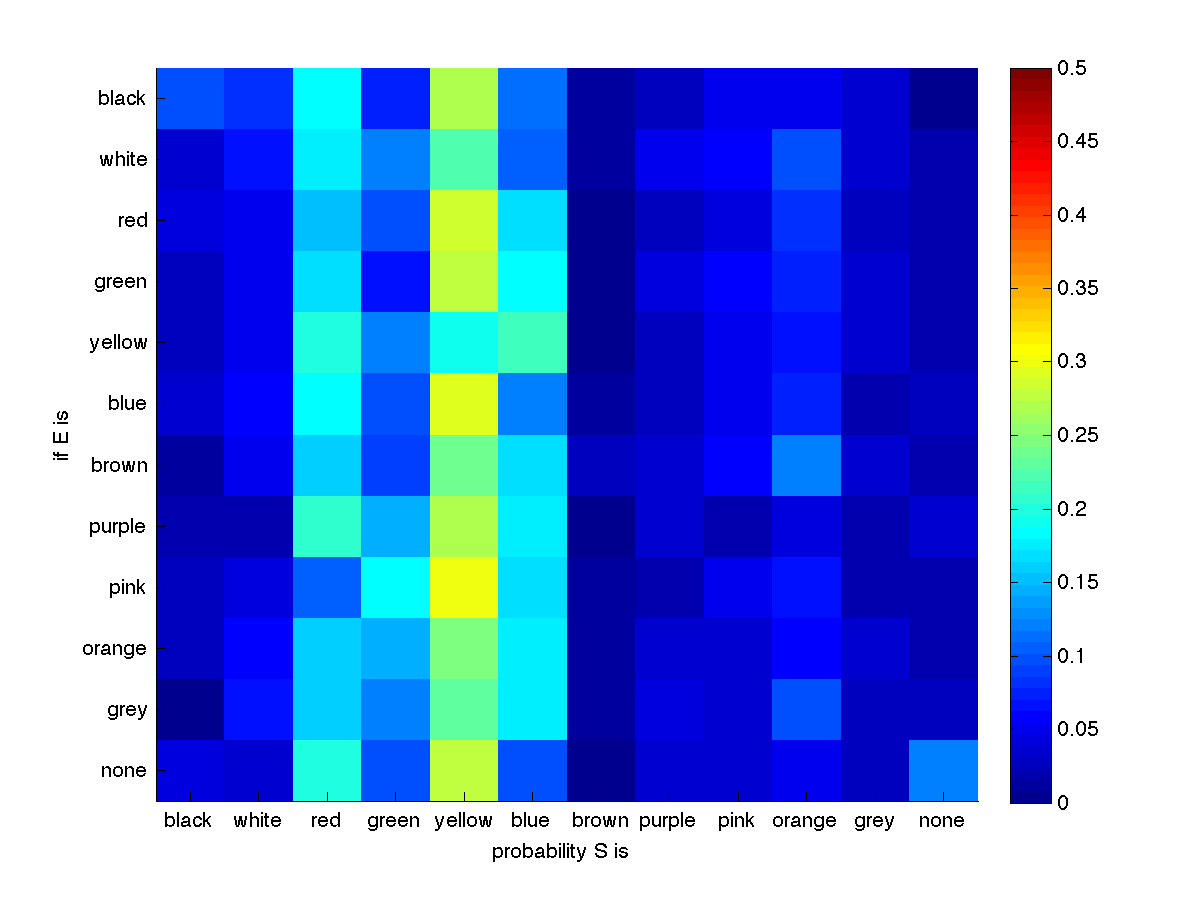 if E is
black
white
red
green
yellow
blue
brown
purple
pink
orange
grey
none
black white red green yellow blue brown purple pink orange grey none
probability S is
0.5
0.45
0.4
0.35
0.3
0.25
0.2
0.15
0.1
0.05
0